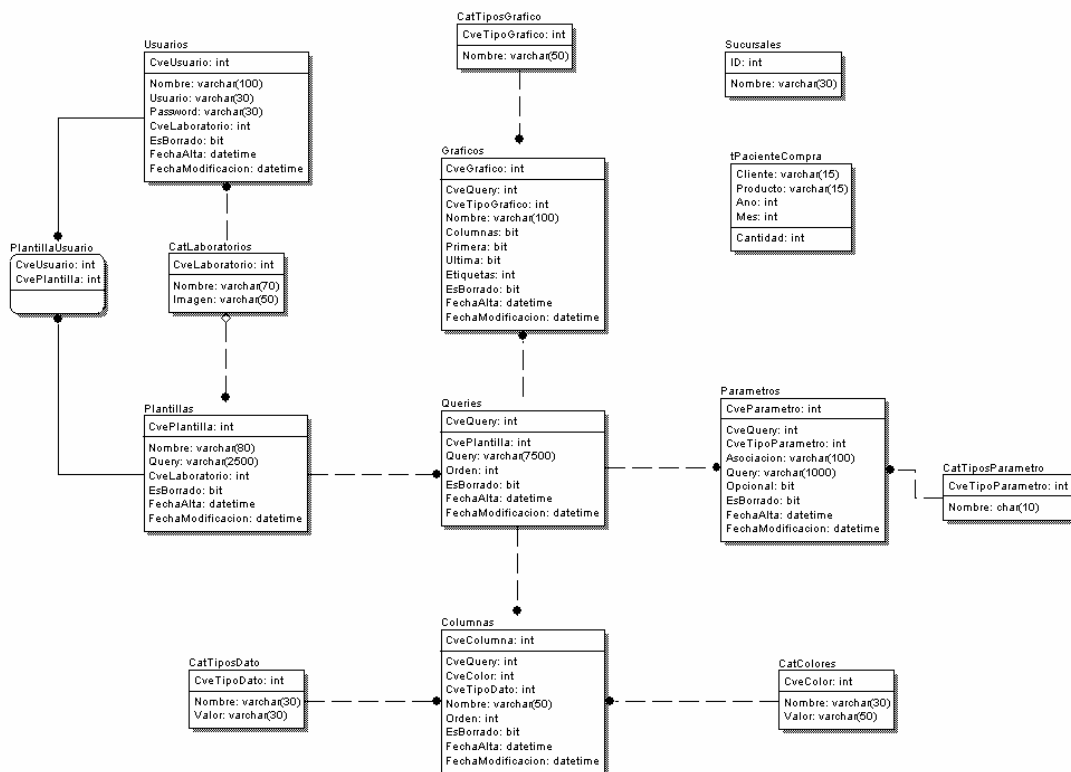 CatTiposGrafico
CveTipoGrafico: int
Nombre: varchar(50)
Usuarios
CveUsuario: int
Nombre: varchar(100)
Usuario: varchar(30)
Password: varchar(30)
CveLaboratorio: int
EsBorrado: bit
FechaAlta: datetime
FechaModificacion: datetime
Sucursales
ID: int
Nombre: varchar(30)
Graficos
CveGrafico: int
CveQuery: int
CveTipoGrafico: int
Nombre: varchar(100)
Columnas: bit
Primera: bit
Ultima: bit
Etiquetas: int
EsBorrado: bit
FechaAlta: datetime
FechaModificacion: datetime
tPacienteCompra
Cliente: varchar(15)
Producto: varchar(15)
Ano: int
Mes: int
Cantidad: int
PlantillaUsuario
CveUsuario: int
CvePlantilla: int
CatLaboratorios
CveLaboratorio: int
Nombre: varchar(70)
Imagen: varchar(50)
Plantillas
CvePlantilla: int
Nombre: varchar(80)
Query: varchar(2500)
CveLaboratorio: int
EsBorrado: bit
FechaAlta: datetime
FechaModificacion: datetime
Queries
CveQuery: int
CvePlantilla: int
Query: varchar(7500)
Orden: int
EsBorrado: bit
FechaAlta: datetime
FechaModificacion: datetime
Parametros
CveParametro: int
CveQuery: int
CveTipoParametro: int
Asociacion: varchar(100)
Query: varchar(1000)
Opcional: bit
EsBorrado: bit
FechaAlta: datetime
FechaModificacion: datetime
CatTiposParametro
CveTipoParametro: int
Nombre: char(10)
Columnas
CveColumna: int
CveQuery: int
CveColor: int
CveTipoDato: int
Nombre: varchar(50)
Orden: int
EsBorrado: bit
FechaAlta: datetime
FechaModificacion: datetime
CatTiposDato
CveTipoDato: int
Nombre: varchar(30)
Valor: varchar(30)
CatColores
CveColor: int
Nombre: varchar(30)
Valor: varchar(50)